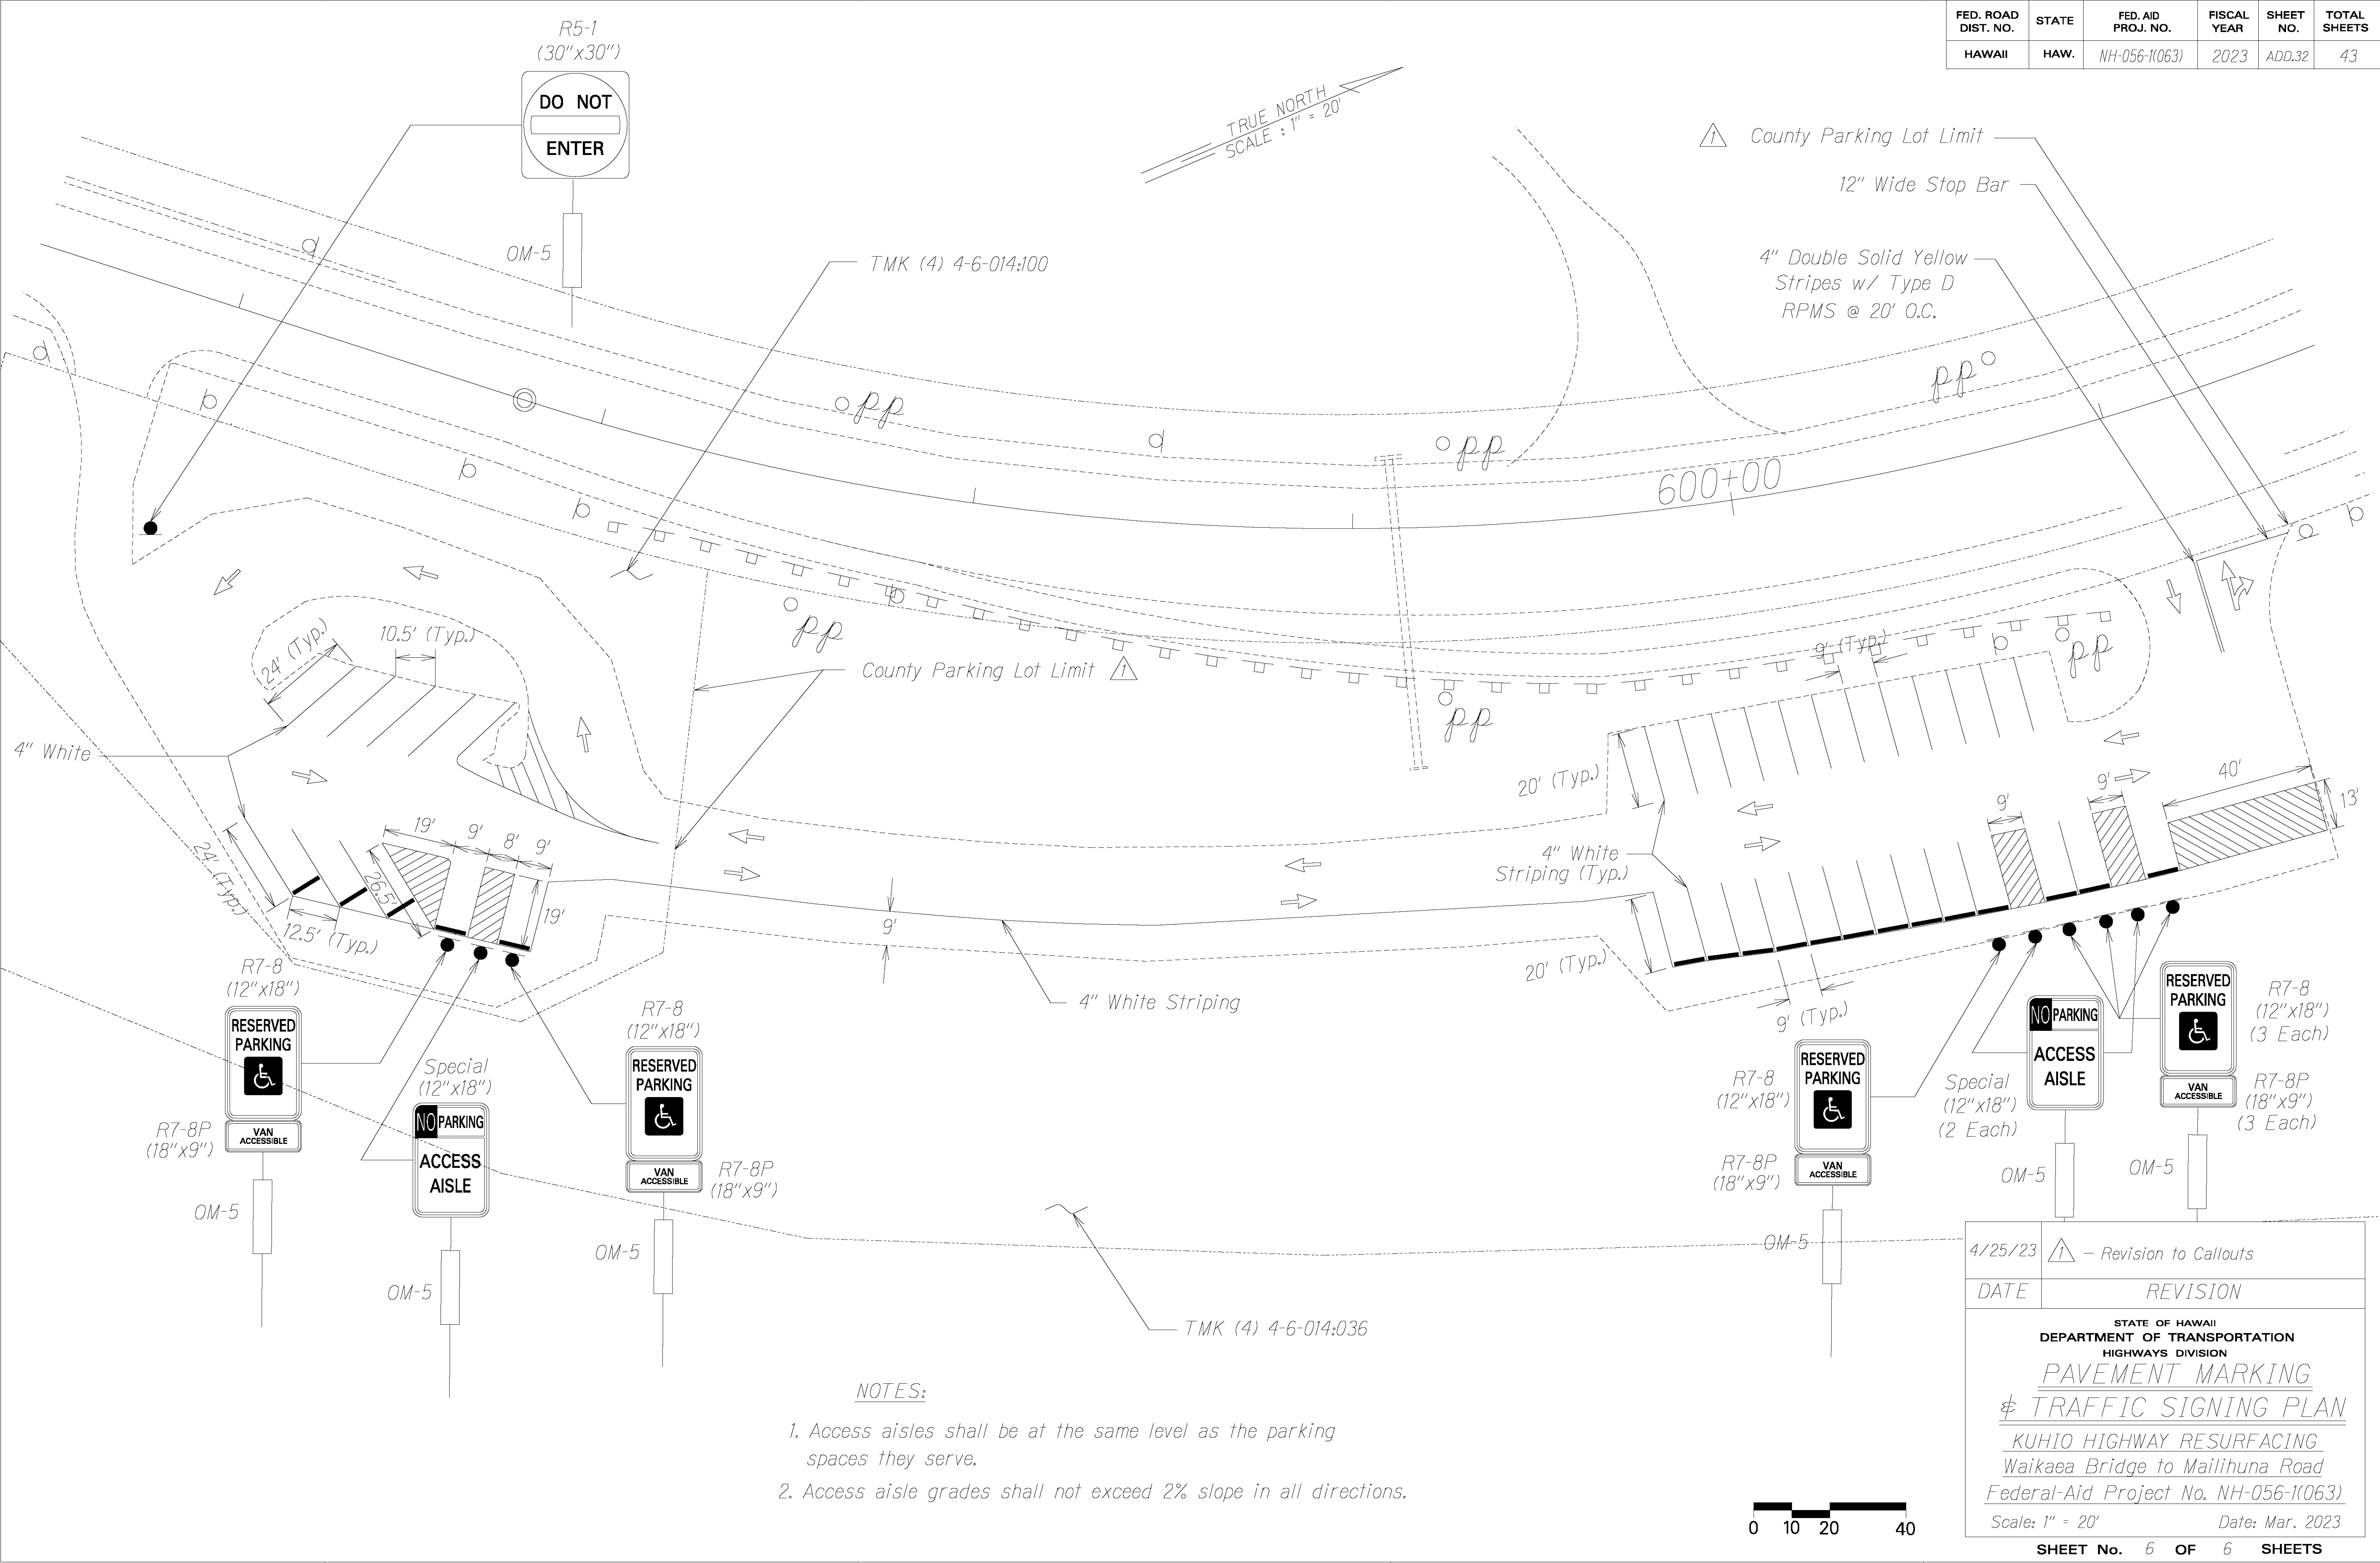 FED. ROAD DIST. NO. STATE FED. AID PROJ. NO. FISCAL YEAR SHEET NO. TOTAL SHEETS
HAWAII HAW. NH-056-1(063) 2023 ADD.32 43
R5-1
(30"x30")
DO NOT
ENTER
OM-5
TRUE NORTH
SCALE : 1" = 20'
1 County Parking Lot Limit
12" Wide Stop Bar
4" Double Solid Yellow
Stripes w/ Type D
RPMS @ 20' O.C.
TMK (4) 4-6-014:100
pp
pp
pp
600+00
pp
pp
pp
County Parking Lot Limit 1
24' (Typ.)
10.5' (Typ.)
4" White
9' (Typ.)
20' (Typ.)
4" White
Striping (Typ.)
9'
9'
40'
13'
19'
9'
8'
9'
24' (Typ.)
26.5'
19'
12.5' (Typ.)
9'
4" White Striping
20' (Typ.)
9' (Typ.)
R7-8
(12"x18")
RESERVED
PARKING
VAN
ACCESSIBLE
R7-8P
(18"x9")
OM-5
Special
(12"x18")
NO PARKING
ACCESS
AISLE
OM-5
R7-8
(12"x18")
RESERVED
PARKING
VAN
ACCESSIBLE
R7-8P
(18"x9")
OM-5
R7-8
(12"x18")
RESERVED
PARKING
VAN
ACCESSIBLE
R7-8P
(18"x9")
OM-5
Special
(12"x18")
(2 Each)
NO PARKING
ACCESS
AISLE
OM-5
RESERVED
PARKING
VAN
ACCESSIBLE
R7-8
(12"x18")
(3 Each)
R7-8P
(18"x9")
(3 Each)
OM-5
TMK (4) 4-6-014:036
NOTES:
1. Access aisles shall be at the same level as the parking
spaces they serve.
2. Access aisle grades shall not exceed 2% slope in all directions.
0 10 20 40
4/25/23 1 - Revision to Callouts
DATE REVISION
STATE OF HAWAII
DEPARTMENT OF TRANSPORTATION
HIGHWAYS DIVISION
PAVEMENT MARKING
& TRAFFIC SIGNING PLAN
KUHIO HIGHWAY RESURFACING
Waikaea Bridge to Mailihuna Road
Federal-Aid Project No. NH-056-1(063)
Scale: 1" = 20' Date: Mar. 2023
SHEET No. 6 OF 6 SHEETS